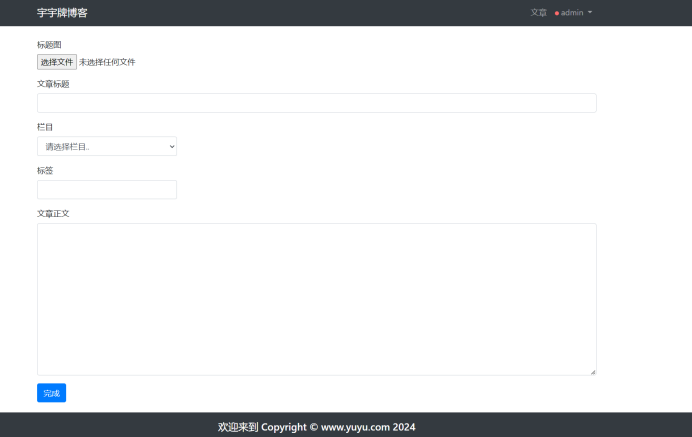 宇宇牌博客 文章 admin
标题图
选择文件 未选择任何文件
文章标题
栏目
请选择栏目..
标签
文章正文
完成
欢迎来到 Copyright © www.yuyu.com 2024